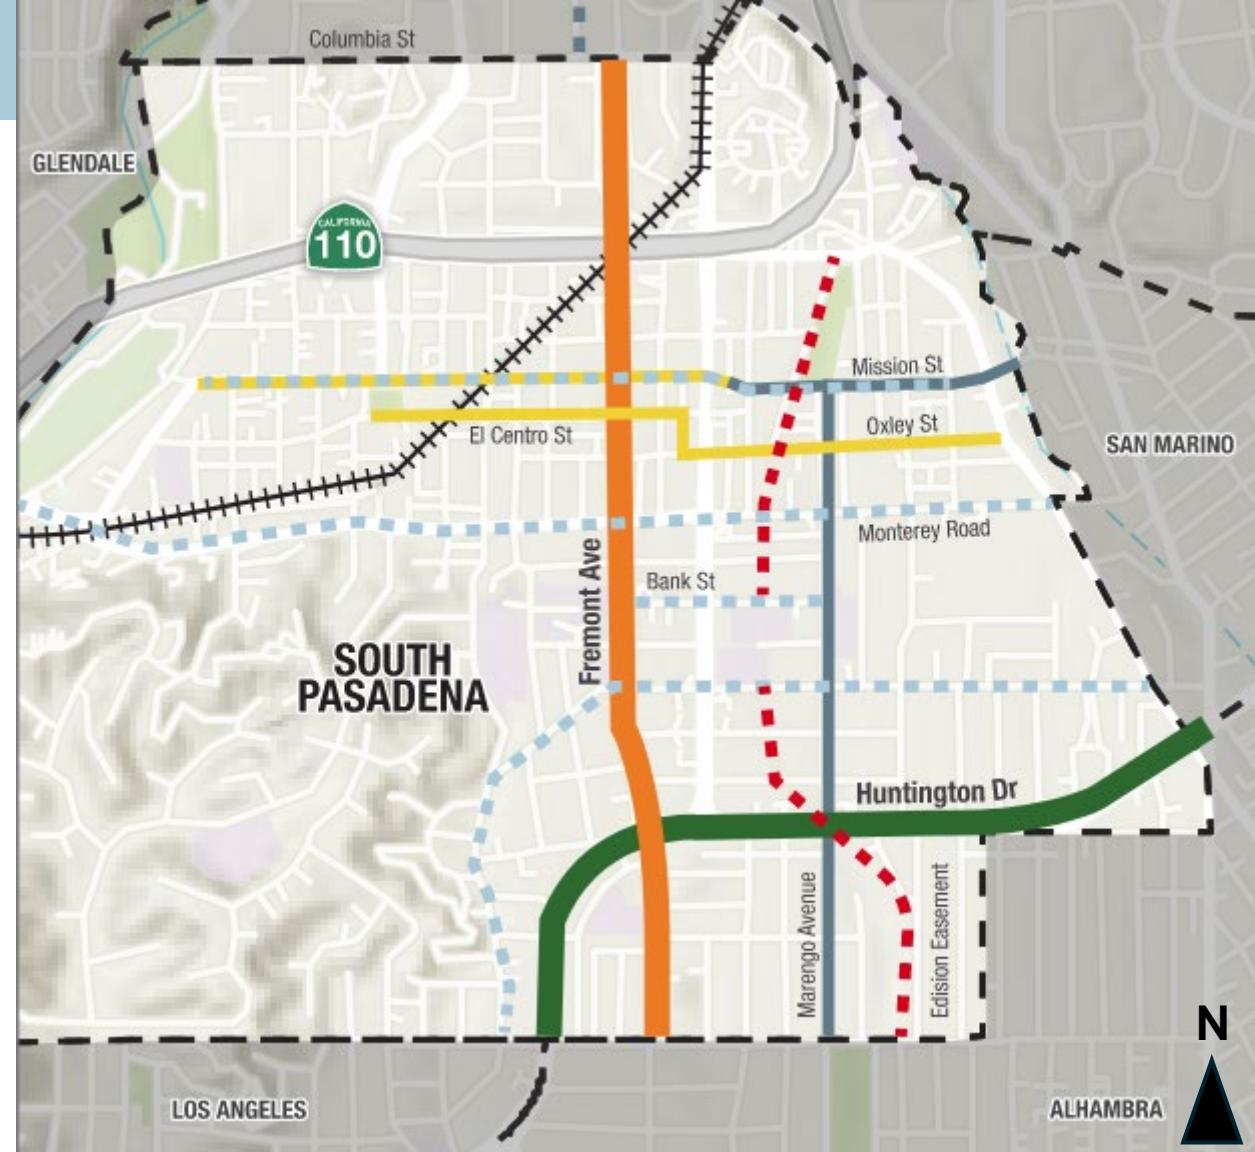 Columbia St
GLENDALE
CALIFORNIA
110
Mission St
Oxley St
El Centro St
SAN MARINO
Monterey Road
Fremont Ave
Bank St
SOUTH
PASADENA
Huntington Dr
Marengo Avenue
Edision Easement
N
LOS ANGELES
ALHAMBRA